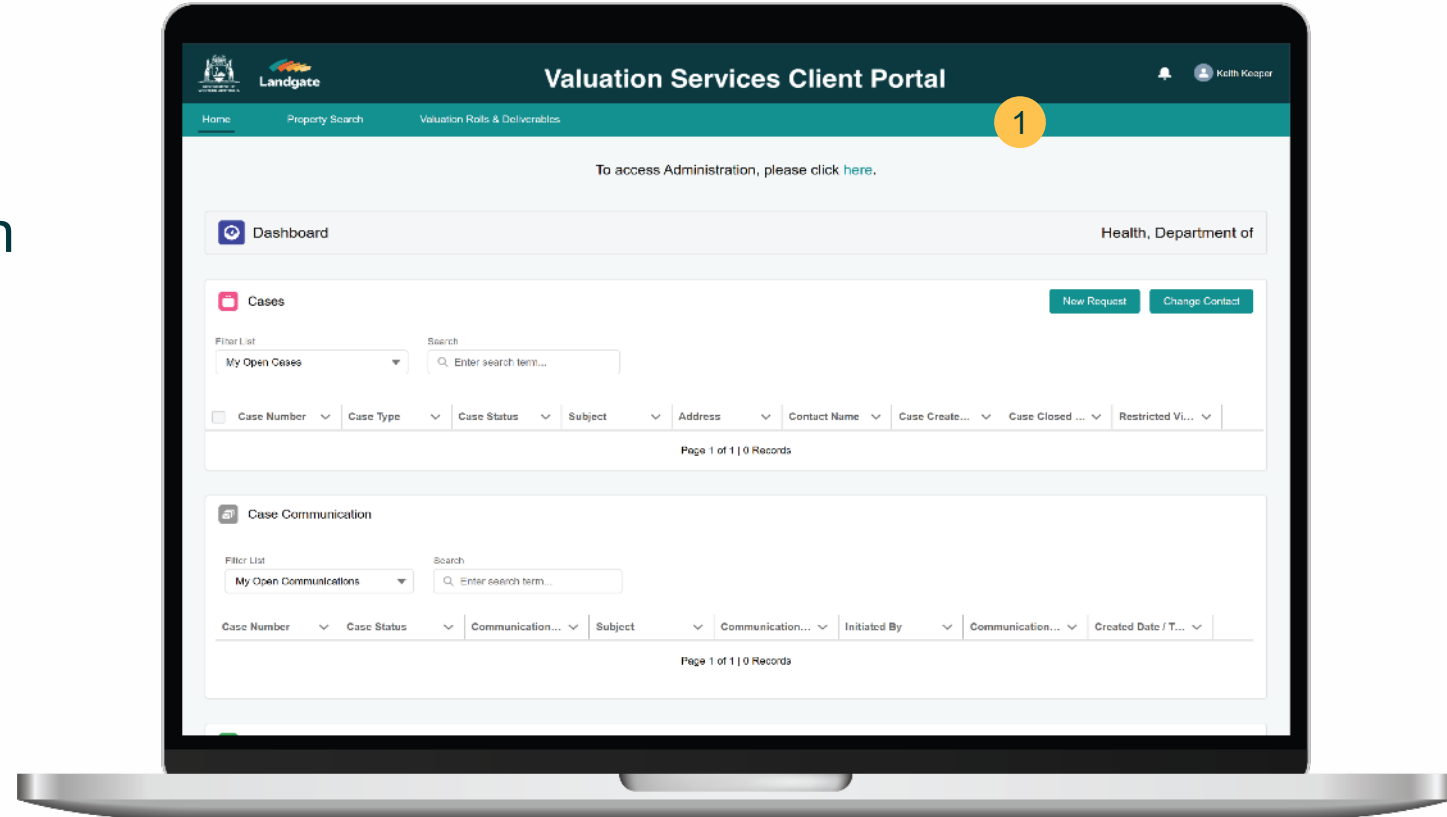 Landgate
Valuation Services Client Portal
Keith Keeper
Home Property Search Valuation Rolls & Deliverables
1
To access Administration, please click here.
n
Dashboard Health, Department of
Cases New Request Change Contact
Filter List Search
My Open Cases Enter search term...
Case Number Case Type Case Status Subject Address Contact Name Case Create... Case Closed ... Restricted Vi...
Page 1 of 1 | 0 Records
Case Communication
Filter List Search
My Open Communications Enter search term...
Case Number Case Status Communication... Subject Communication... Initiated By Communication... Created Date / T...
Page 1 of 1 | 0 Records